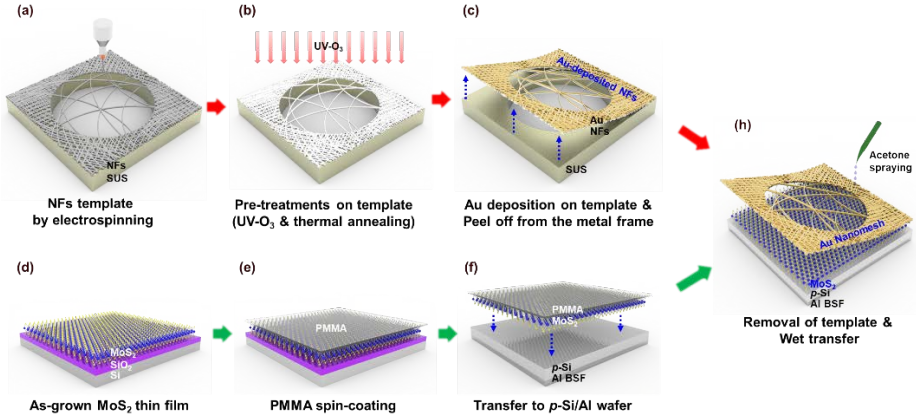 (a)
NFs
SUS
NFs template
by electrospinning
(b)
UV-O₃
Pre-treatments on template
(UV-O₃ & thermal annealing)
(c)
Au-deposited NFs
Au
NFs
SUS
Au deposition on template &
Peel off from the metal frame
(d)
MoS₂
SiO₂
Si
As-grown MoS₂ thin film
(e)
PMMA
PMMA spin-coating
(f)
PMMA
MoS₂
p-Si
Al BSF
Transfer to p-Si/Al wafer
(h)
Acetone
spraying
Au Nanomesh
MoS₂
p-Si
Al BSF
Removal of template &
Wet transfer